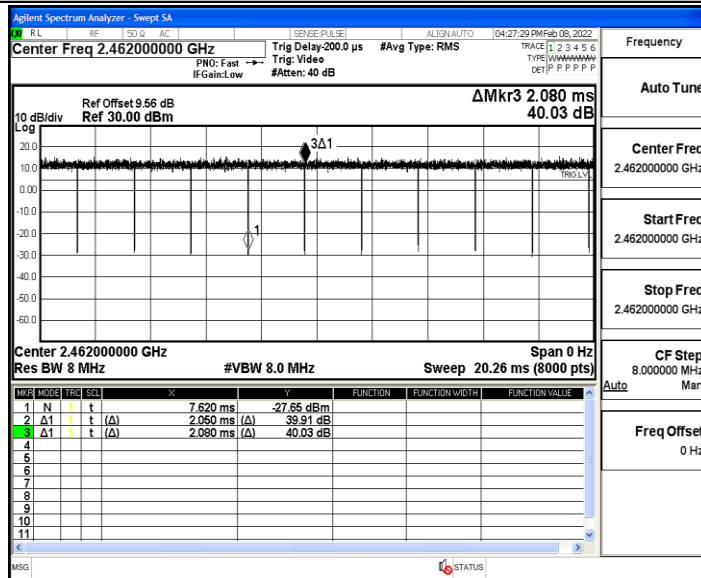 Agilent Spectrum Analyzer - Swept SA
RL RF 50 Ω AC SENSE:PULSE ALIGN AUTO 04:27:29 PM Feb 08, 2022
Center Freq 2.462000000 GHz
PNO: Fast
IFGain:Low
Trig Delay-200.0 µs
Trig: Video
#Atten: 40 dB
#Avg Type: RMS
TRACE 1 2 3 4 5 6
TYPE
DET P P P P P P
Ref Offset 9.56 dB
Ref 30.00 dBm
10 dB/div
Log
ΔMkr3 2.080 ms
40.03 dB
20.0
10.0
0.00
-10.0
-20.0
-30.0
-40.0
-50.0
-60.0
3Δ1
TRIG LVL
1
Center 2.462000000 GHz Span 0 Hz
Res BW 8 MHz #VBW 8.0 MHz Sweep 20.26 ms (8000 pts)
MKR MODE TRC SCL X Y FUNCTION FUNCTION WIDTH FUNCTION VALUE
1 N 1 t 7.620 ms -27.65 dBm
2 Δ1 1 t (Δ) 2.050 ms (Δ) 39.91 dB
3 Δ1 1 t (Δ) 2.080 ms (Δ) 40.03 dB
4
5
6
7
8
9
10
11
MSG STATUS
Frequency
Auto Tune
Center Freq
2.462000000 GHz
Start Freq
2.462000000 GHz
Stop Freq
2.462000000 GHz
CF Step
8.000000 MHz
Auto Man
Freq Offset
0 Hz